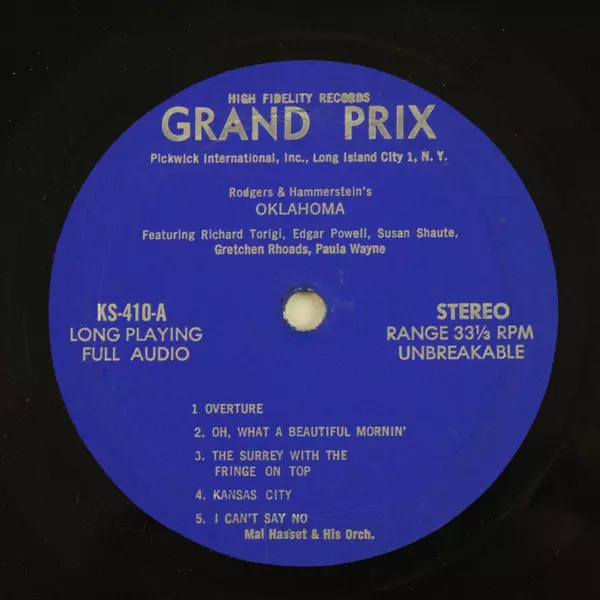 HIGH FIDELITY RECORDS
GRAND PRIX
Pickwick International, Inc., Long Island City 1, N. Y.
Rodgers & Hammerstein's
OKLAHOMA
Featuring Richard Torigi, Edgar Powell, Susan Shaute,
Gretchen Rhoads, Paula Wayne
KS-410-A
LONG PLAYING
FULL AUDIO
STEREO
RANGE 33⅓ RPM
UNBREAKABLE
1 OVERTURE
2. OH, WHAT A BEAUTIFUL MORNIN'
3. THE SURREY WITH THE
FRINGE ON TOP
4. KANSAS CITY
5. I CAN'T SAY NO
Mal Hasset & His Orch.